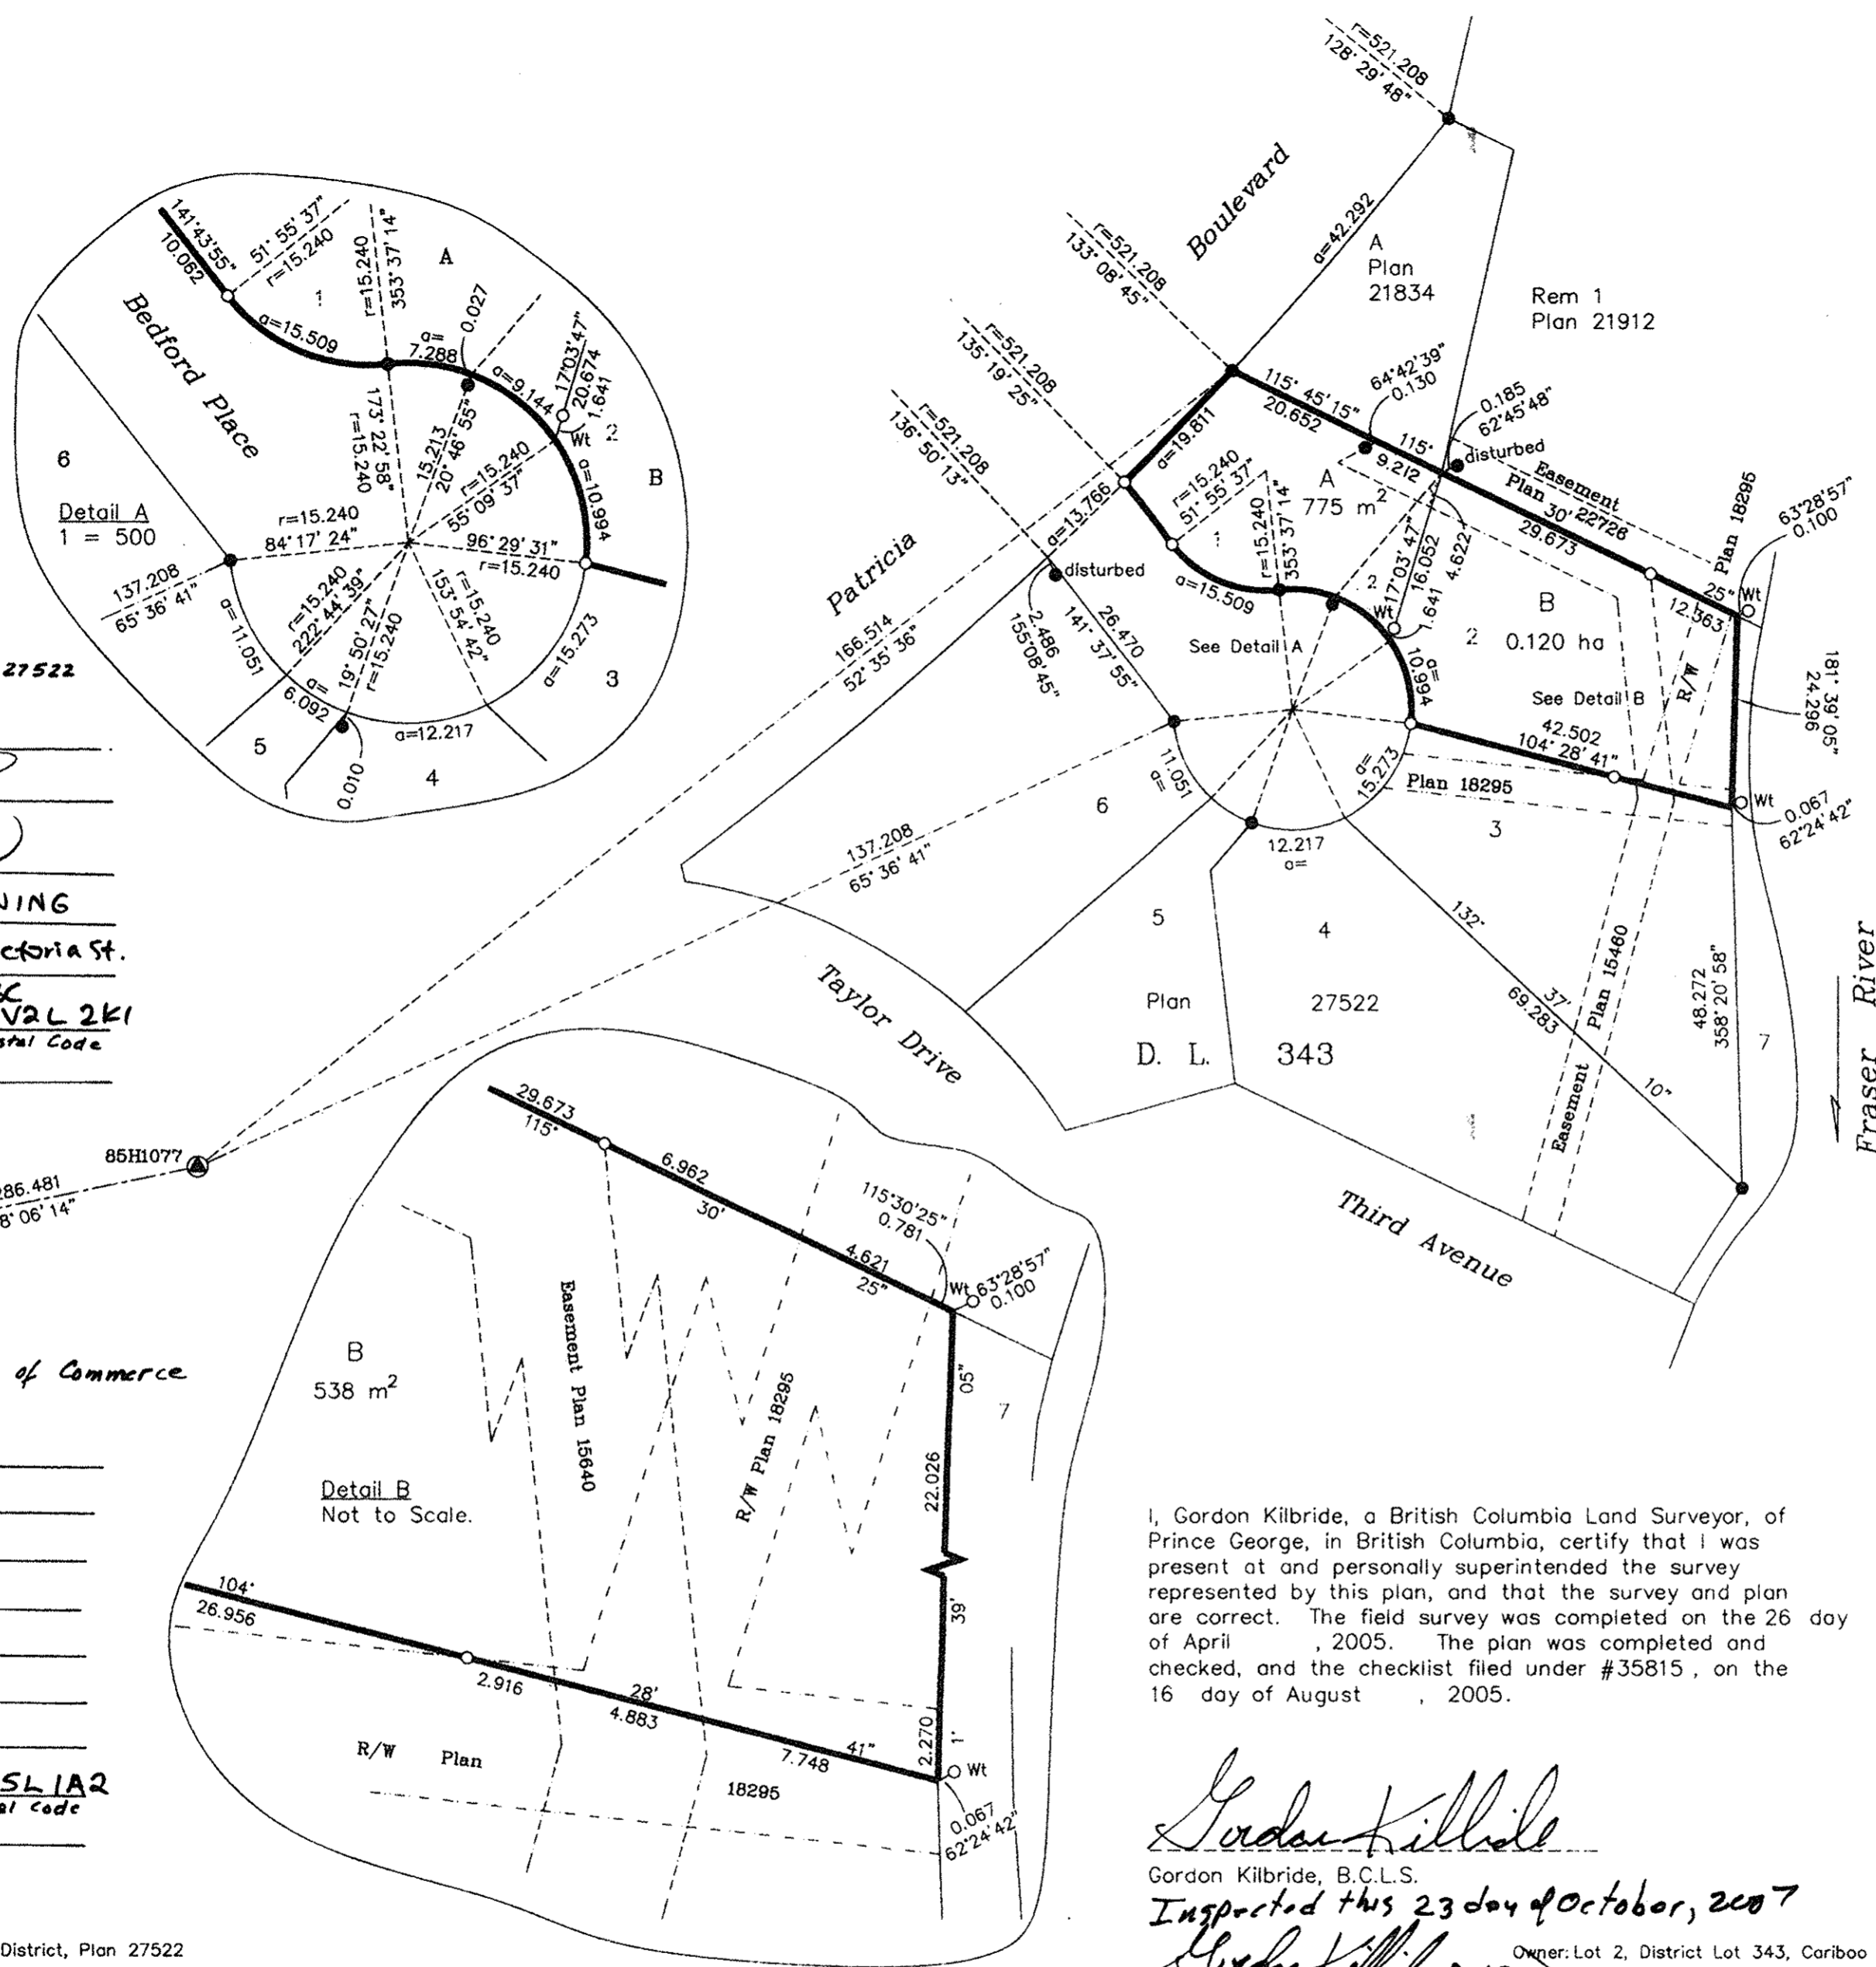 r=521.208
128° 29' 48"
Boulevard
a=42.292
A
Plan
21834
Rem 1
Plan 21912
r=521.208
133° 08' 45"
r=521.208
135° 19' 25"
r=521.208
136° 50' 13"
115° 45' 15"
20.652
64°42'39"
0.130
115°
9.212
0.185
62°45'48"
disturbed
Easement
Plan 22726
30'
29.673
Plan 18295
63°28'57"
0.100
25" Wt
12.363
a=19.811
a=13.766
r=15.240
51° 55' 37"
A
775 m²
1
r=15.240
353° 37' 14"
a=15.509
2
17°03'47"
16.052
4.622
1.641
Wt
2
B
0.120 ha
See Detail A
See Detail B
R/W
a=
10.994
181° 39' 05"
24.296
42.502
104° 28' 41"
Wt
0.067
62°24'42"
Patricia
disturbed
2.486
155°08'45"
26.470
141° 37' 55"
166.514
52° 35' 36"
137.208
65° 36' 41"
11.051
a=
a=
15.273
Plan 18295
12.217
a=
6
3
5
4
132°
37'
69.283
10"
Plan
27522
D. L. 343
Easement Plan 15460
48.272
358° 20' 58"
7
Fraser River
Taylor Drive
Third Avenue
141°43'55"
10.062
51° 55' 37"
r=15.240
r=15.240
353° 37' 14"
A
1
a=15.509
a=
7.288
0.027
a=9.144
17°03'47"
20.674
1.641
Wt
2
B
Bedford Place
173° 22' 58"
r=15.240
15.213
20° 46' 55"
r=15.240
55° 09' 37"
a=10.994
6
Detail A
1 = 500
r=15.240
84° 17' 24"
96° 29' 31"
r=15.240
137.208
65° 36' 41"
a=11.051
r=15.240
222° 44' 39"
19° 50' 27"
r=15.240
r=15.240
153° 54' 42"
a=15.273
3
a=
6.092
a=12.217
5
0.010
4
27522
NING
ctoria St.
V2L 2K1
stal Code
85H1077
86.481
8° 06' 14"
29.673
115°
6.962
30'
115°30'25"
0.781
4.621
25"
Wt
63°28'57"
0.100
B
538 m²
Easement Plan 15640
R/W Plan 18295
05"
7
22.026
Detail B
Not to Scale.
104°
26.956
39'
2.916
28'
4.883
7.748
41"
2.270
1°
Wt
R/W Plan
18295
0.067
62°24'42"
of Commerce
5L 1A2
al Code
I, Gordon Kilbride, a British Columbia Land Surveyor, of
Prince George, in British Columbia, certify that I was
present at and personally superintended the survey
represented by this plan, and that the survey and plan
are correct. The field survey was completed on the 26 day
of April , 2005. The plan was completed and
checked, and the checklist filed under #35815 , on the
16 day of August , 2005.
Gordon Kilbride
Gordon Kilbride, B.C.L.S.
Inspected this 23 day of October, 2007
District, Plan 27522
Owner: Lot 2, District Lot 343, Cariboo